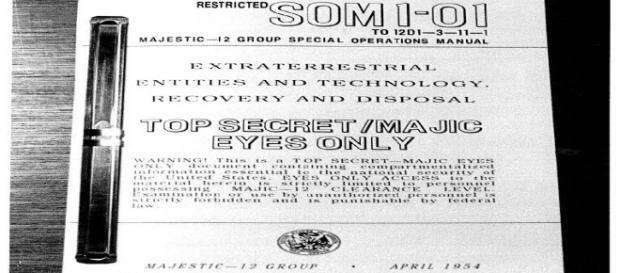 RESTRICTED SOM1-01
TO 12D1—3—11—1
MAJESTIC—12 GROUP SPECIAL OPERATIONS MANUAL
EXTRATERRESTRIAL
ENTITIES AND TECHNOLOGY,
RECOVERY AND DISPOSAL
TOP SECRET/MAJIC
EYES ONLY
WARNING! This is a TOP SECRET—MAJIC EYES
ONLY document containing compartmentalized
information essential to the national security of
the United States. EYES ONLY ACCESS to the
material herein is strictly limited to personnel
possessing MAJIC—12 CLEARANCE LEVEL.
Examination or use by unauthorized personnel is
strictly forbidden and is punishable by federal
law.
MAJESTIC—12 GROUP • APRIL 1954